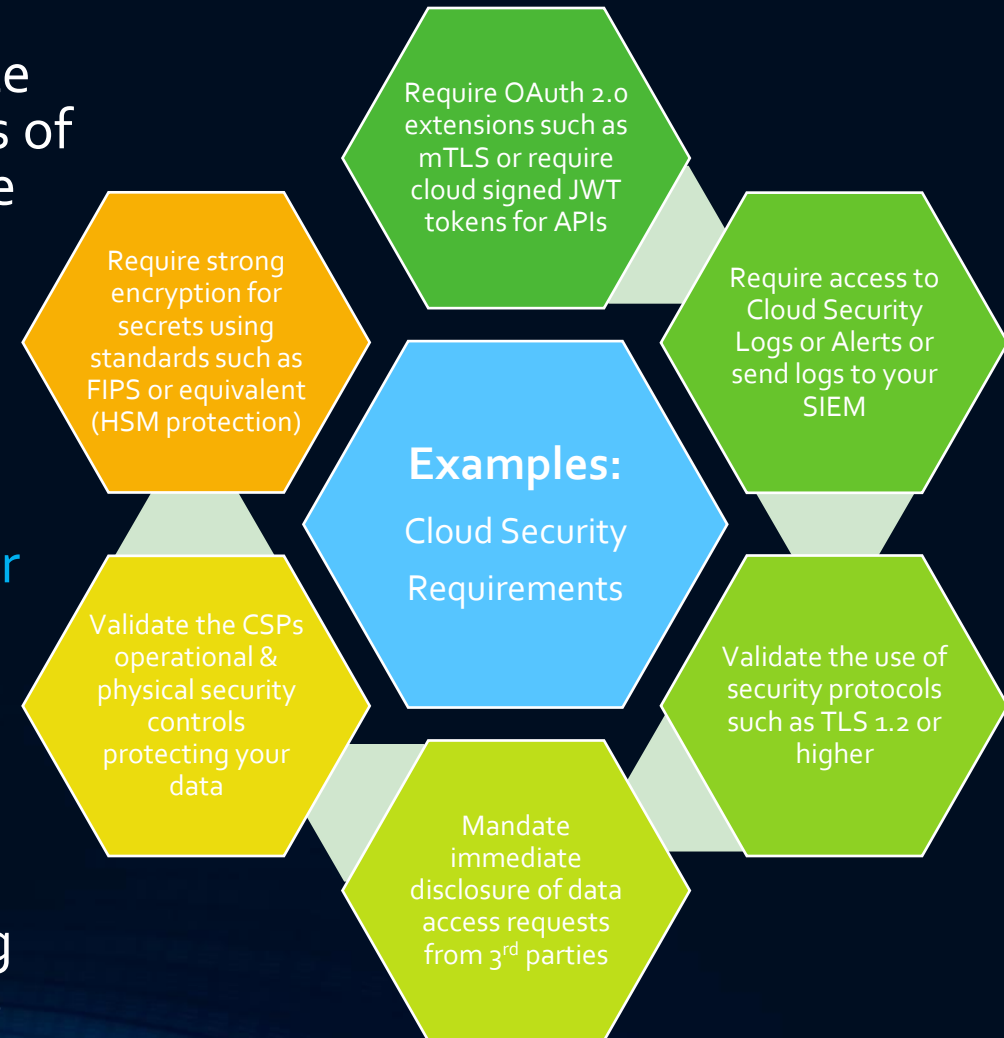 s of
r
g
Require OAuth 2.0
extensions such as
mTLS or require
cloud signed JWT
tokens for APIs
Require access to
Cloud Security
Logs or Alerts or
send logs to your
SIEM
Validate the use of
security protocols
such as TLS 1.2 or
higher
Mandate
immediate
disclosure of data
access requests
from 3rd parties
Validate the CSPs
operational &
physical security
controls
protecting your
data
Require strong
encryption for
secrets using
standards such as
FIPS or equivalent
(HSM protection)
Examples:
Cloud Security
Requirements